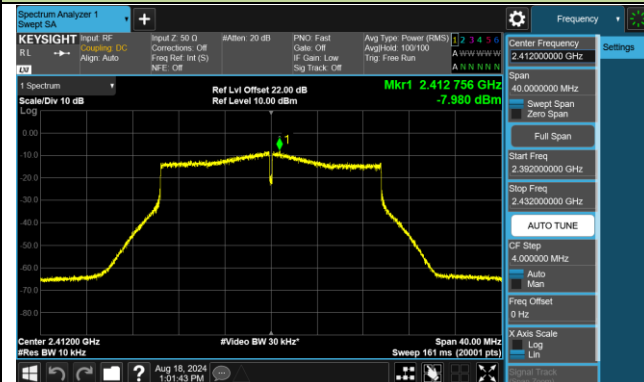 Spectrum Analyzer 1
Swept SA
Frequency
KEYSIGHT
RL
LXI
Input: RF
Coupling: DC
Align: Auto
Input Z: 50 Ω
Corrections: Off
Freq Ref: Int (S)
NFE: Off
#Atten: 20 dB
PNO: Fast
Gate: Off
IF Gain: Low
Sig Track: Off
Avg Type: Power (RMS)
Avg|Hold: 100/100
Trig: Free Run
1 2 3 4 5 6
A W W W W W
A N N N N N
1 Spectrum
Scale/Div 10 dB
Log
Ref Lvl Offset 22.00 dB
Ref Level 10.00 dBm
Mkr1 2.412 756 GHz
-7.980 dBm
1
0.00
-10.0
-20.0
-30.0
-40.0
-50.0
-60.0
-70.0
-80.0
Center 2.41200 GHz
#Res BW 10 kHz
#Video BW 30 kHz*
Span 40.00 MHz
Sweep 161 ms (20001 pts)
Aug 18, 2024
1:01:43 PM
Center Frequency
2.412000000 GHz
Settings
Span
40.0000000 MHz
Swept Span
Zero Span
Full Span
Start Freq
2.392000000 GHz
Stop Freq
2.432000000 GHz
AUTO TUNE
CF Step
4.000000 MHz
Auto
Man
Freq Offset
0 Hz
X Axis Scale
Log
Lin
Signal Track